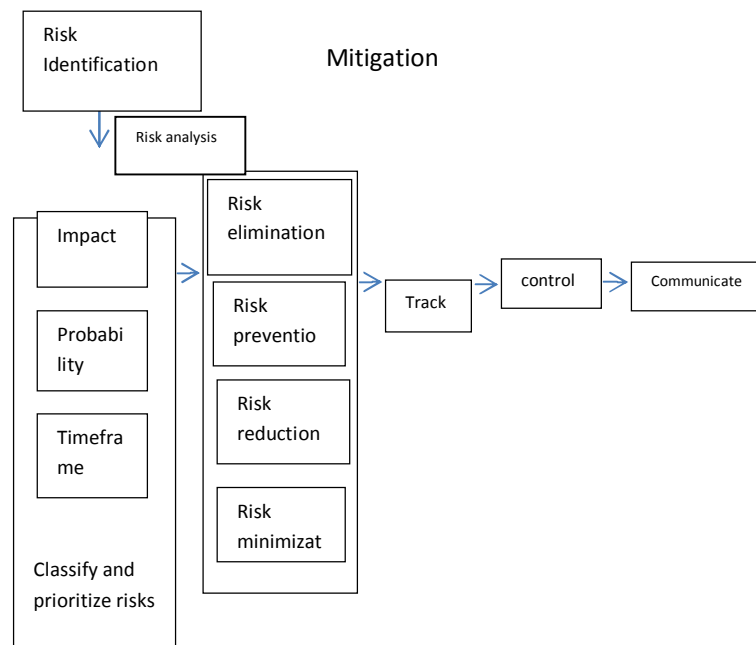 Risk
Identification
Mitigation
Risk analysis
Impact
Probabi
lity
Timefra
me
Classify and
prioritize risks
Risk
elimination
Risk
preventio
Risk
reduction
Risk
minimizat
Track
control
Communicate